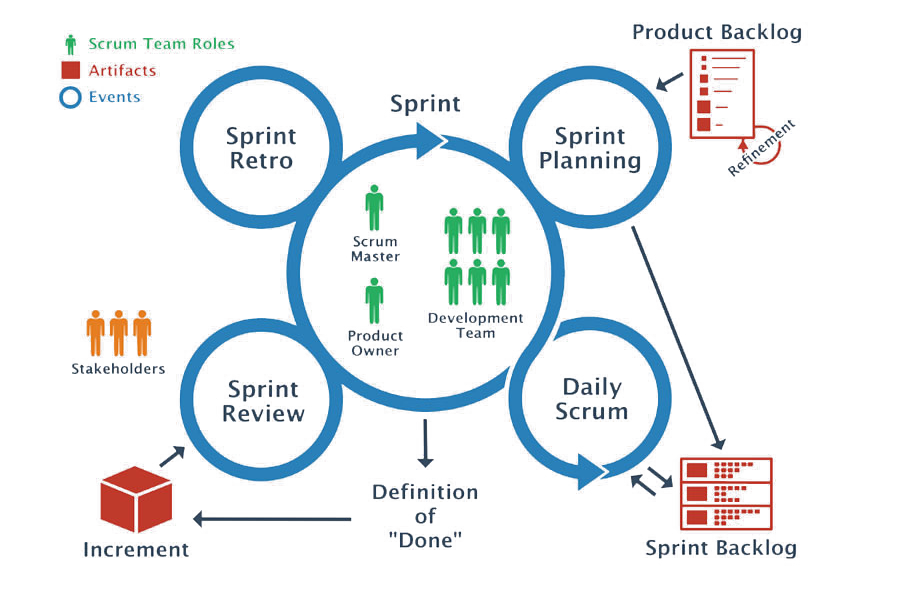 Scrum Team Roles
Artifacts
Events
Sprint
Retro
Sprint
Sprint
Planning
Product Backlog
Refinement
Scrum
Master
Product
Owner
Development
Team
Stakeholders
Sprint
Review
Daily
Scrum
Increment
Definition
of
"Done"
Sprint Backlog